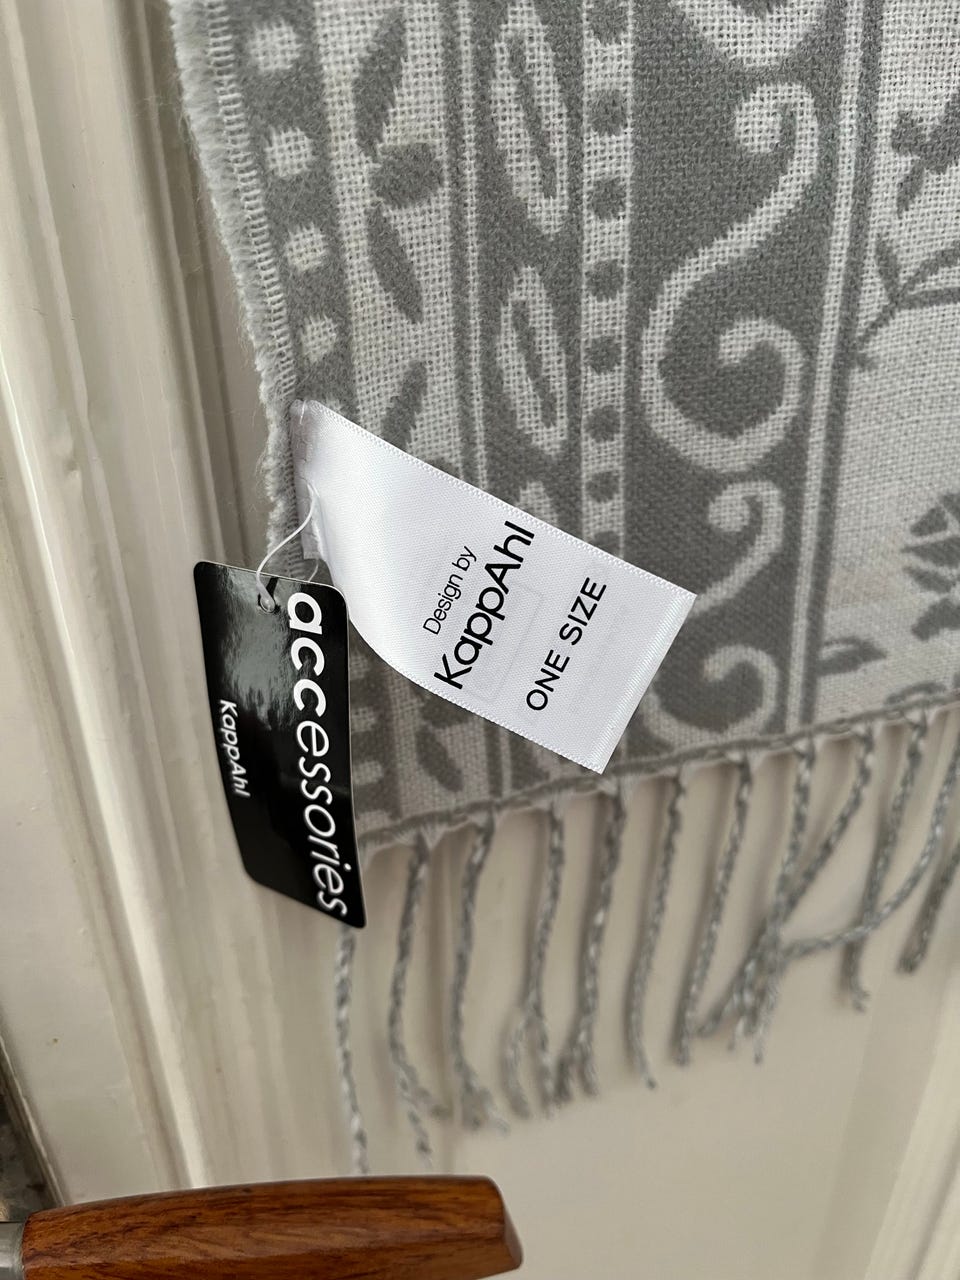 Design by
KappAhl
ONE SIZE
accessories
KappAhl